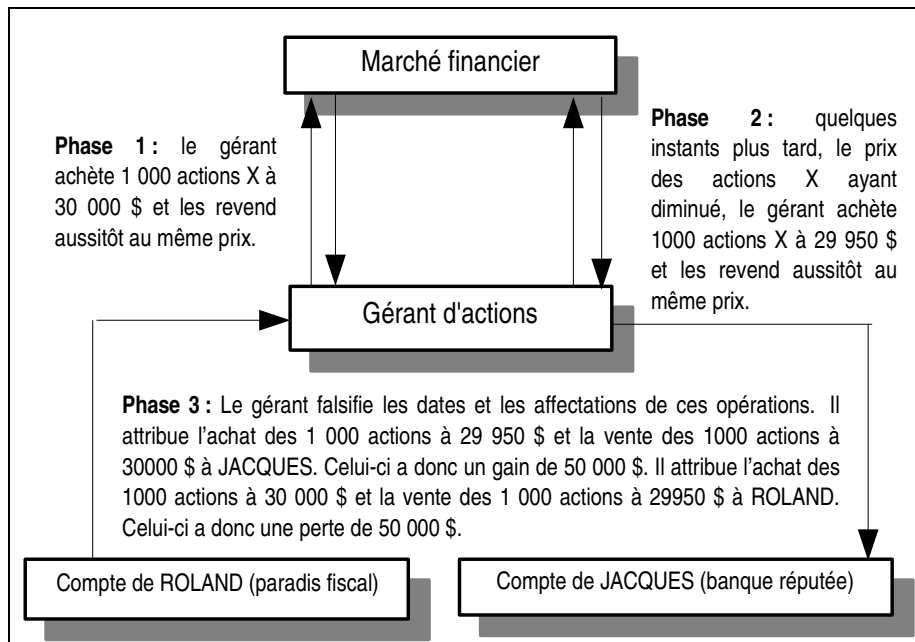 Marché financier
Phase 1 : le gérant
achète 1 000 actions X à
30 000 $ et les revend
aussitôt au même prix.
Phase 2 : quelques
instants plus tard, le prix
des actions X ayant
diminué, le gérant achète
1000 actions X à 29 950 $
et les revend aussitôt au
même prix.
Gérant d'actions
Phase 3 : Le gérant falsifie les dates et les affectations de ces opérations. Il
attribue l’achat des 1 000 actions à 29 950 $ et la vente des 1000 actions à
30000 $ à JACQUES. Celui-ci a donc un gain de 50 000 $. Il attribue l’achat des
1000 actions à 30 000 $ et la vente des 1 000 actions à 29950 $ à ROLAND.
Celui-ci a donc une perte de 50 000 $.
Compte de ROLAND (paradis fiscal)
Compte de JACQUES (banque réputée)